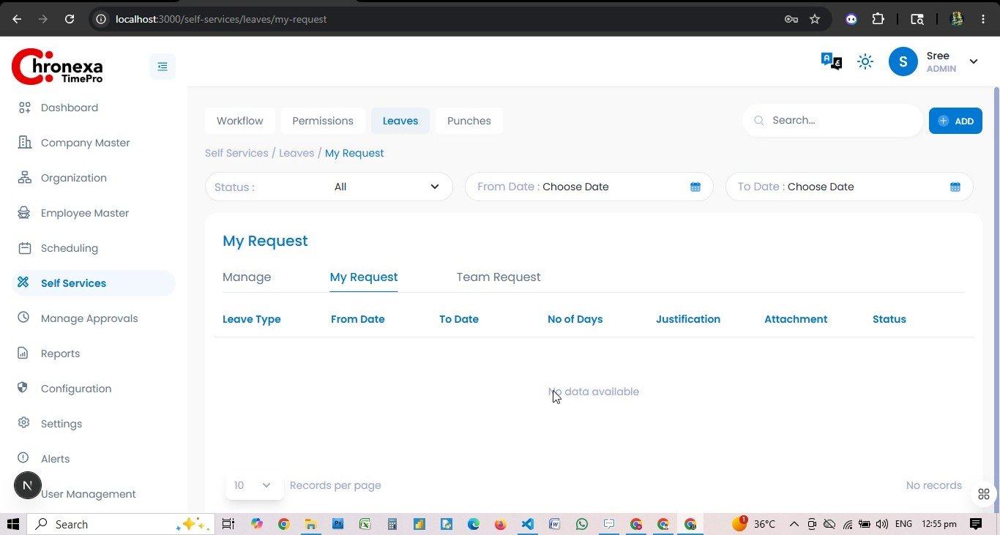 localhost:3000/self-services/leaves/my-request
Chronexa
TimePro
S
Sree
ADMIN
Dashboard
Company Master
Organization
Employee Master
Scheduling
Self Services
Manage Approvals
Reports
Configuration
Settings
Alerts
N
User Management
Workflow Permissions Leaves Punches
Search...
ADD
Self Services / Leaves / My Request
Status : All
From Date : Choose Date
To Date : Choose Date
My Request
Manage My Request Team Request
Leave Type From Date To Date No of Days Justification Attachment Status
No data available
10 Records per page
No records
Search
1
36°C
ENG
12:55 pm